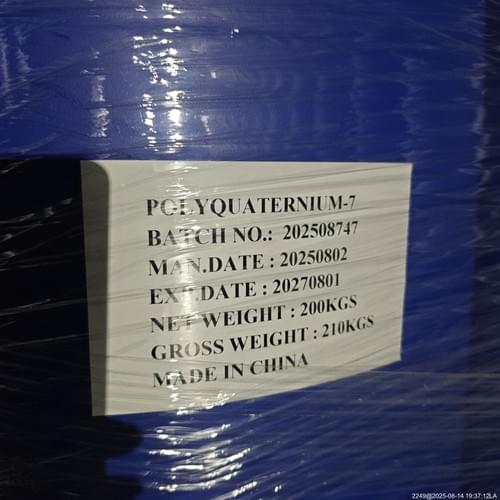 POLYQUATERNIUM-7
BATCH NO.: 202508747
MAN.DATE : 20250802
EXP.DATE : 20270801
NET WEIGHT : 200KGS
GROSS WEIGHT : 210KGS
MADE IN CHINA
2249@2025-08-14 19:37:12LA